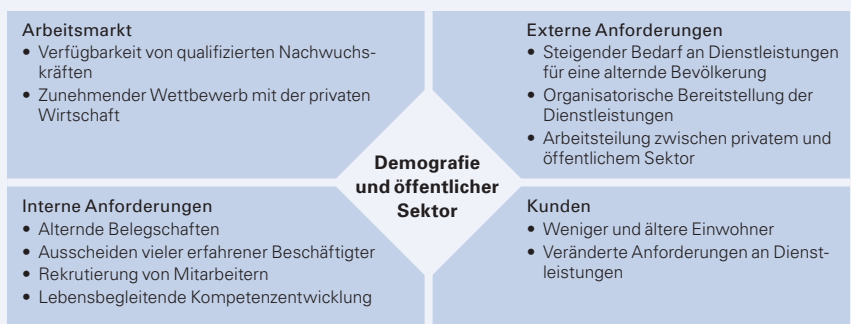 Arbeitsmarkt
• Verfügbarkeit von qualifizierten Nachwuchs-
kräften
• Zunehmender Wettbewerb mit der privaten
Wirtschaft
Externe Anforderungen
• Steigender Bedarf an Dienstleistungen
für eine alternde Bevölkerung
• Organisatorische Bereitstellung der
Dienstleistungen
• Arbeitsteilung zwischen privatem und
öffentlichem Sektor
Demografie
und öffentlicher
Sektor
Interne Anforderungen
• Alternde Belegschaften
• Ausscheiden vieler erfahrener Beschäftigter
• Rekrutierung von Mitarbeitern
• Lebensbegleitende Kompetenzentwicklung
Kunden
• Weniger und ältere Einwohner
• Veränderte Anforderungen an Dienst-
leistungen